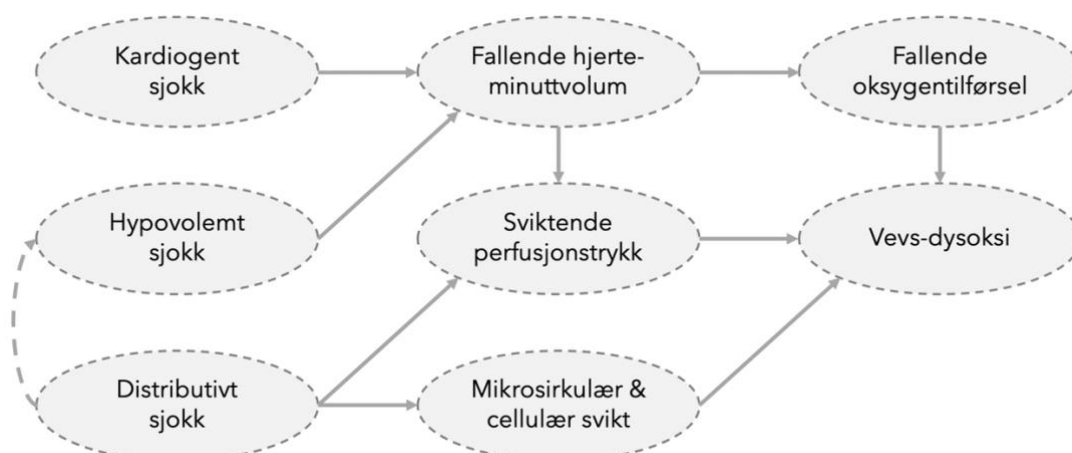 Kardiogent
sjokk
Fallende hjerte-
minuttvolum
Fallende
oksygentilførsel
Hypovolemt
sjokk
Sviktende
perfusjonstrykk
Vevs-dysoksi
Distributivt
sjokk
Mikrosirkulær &
cellulær svikt